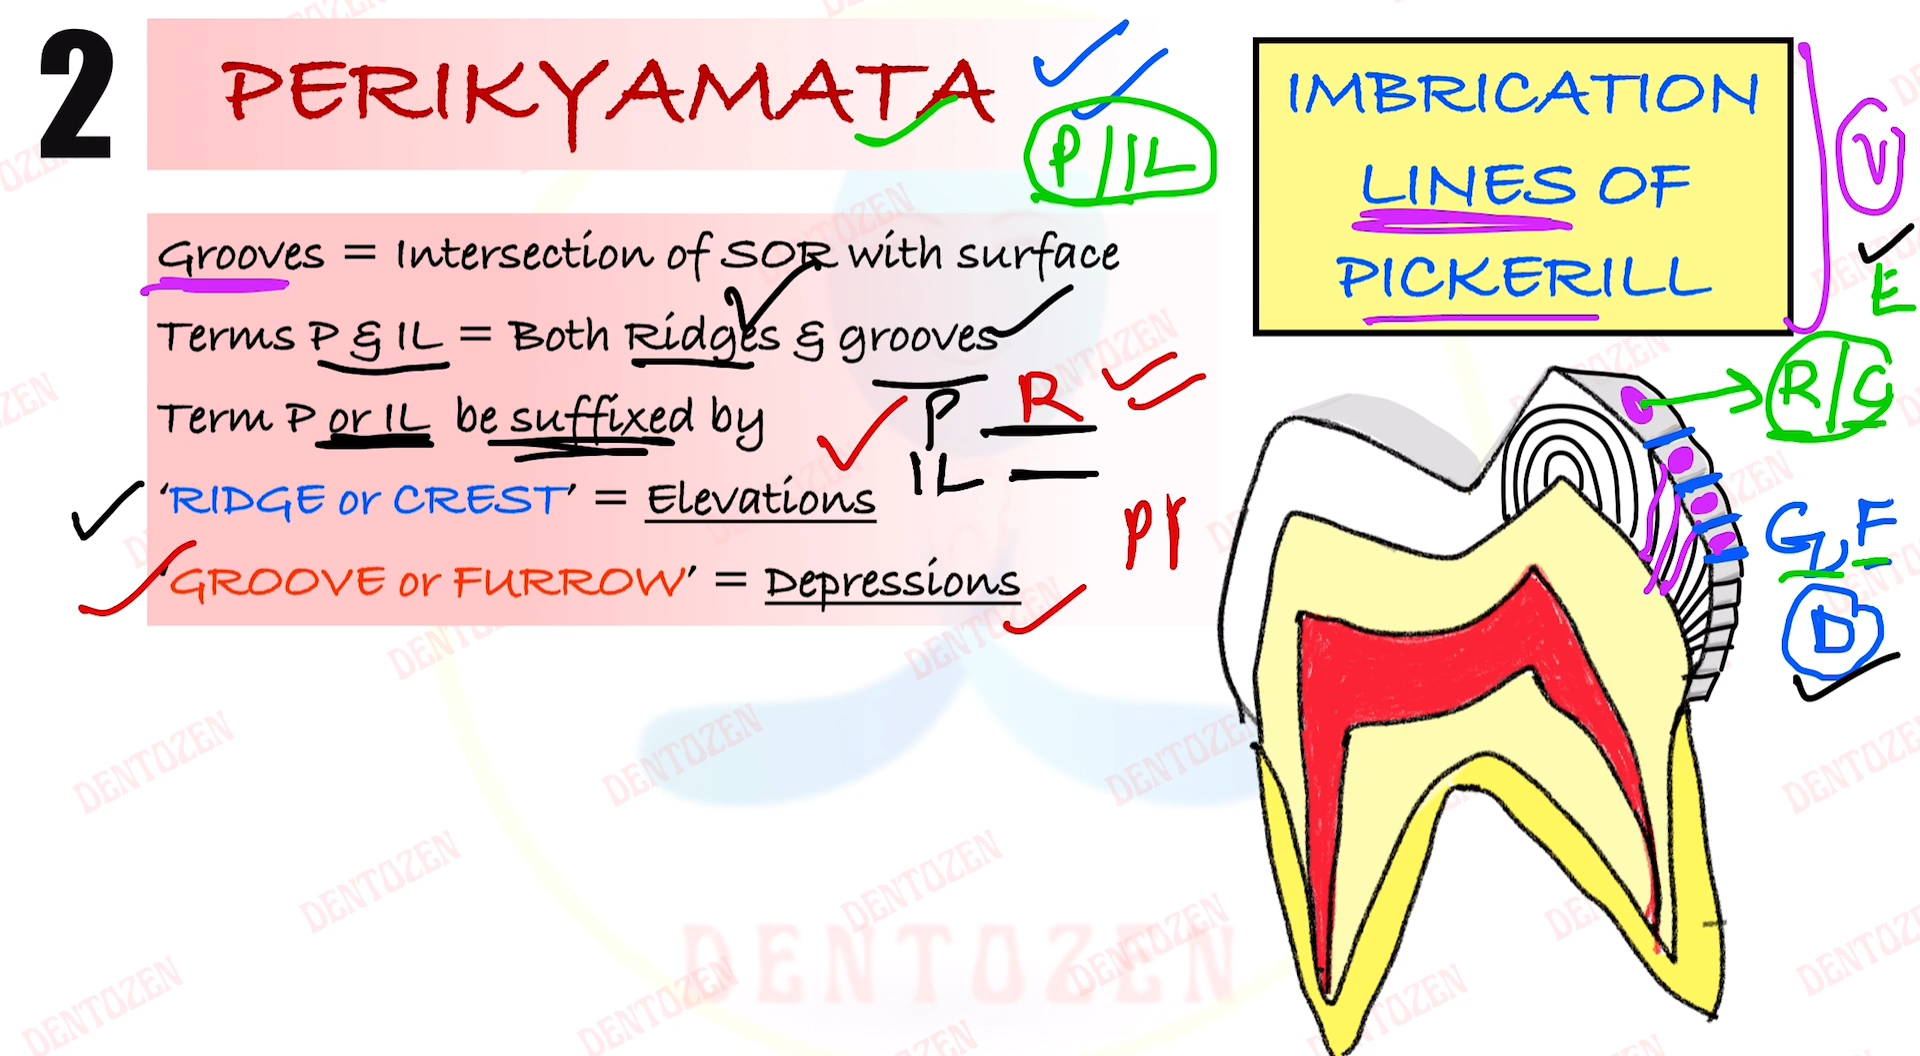 2
PERIKYAMATA
P/IL
Grooves = Intersection of SOR with surface
Terms P & IL = Both Ridges & grooves
Term P or IL be suffixed by
P R
IL
'RIDGE or CREST' = Elevations
'GROOVE or FURROW' = Depressions
pr
IMBRICATION
LINES OF
PICKERILL
V
E
R/C
G, F
D
DENTOZEN